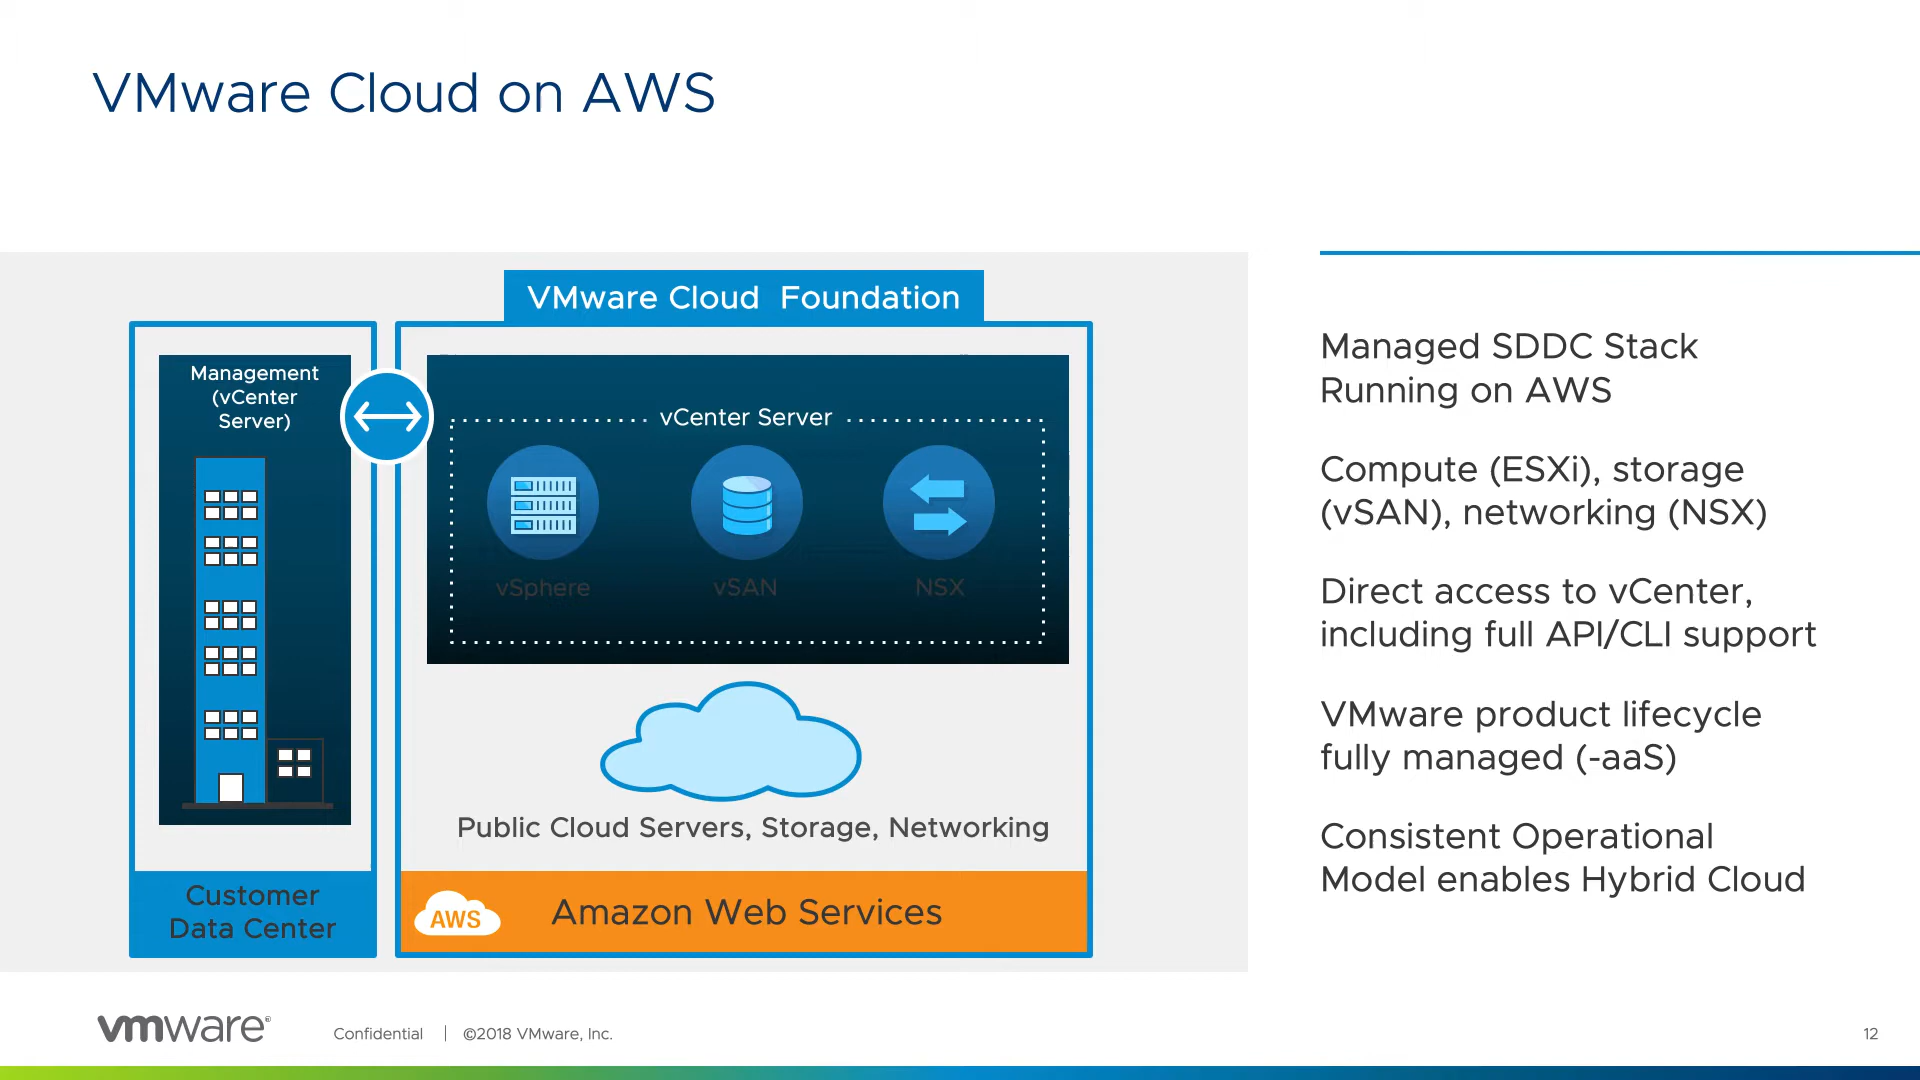 VMware Cloud on AWS
VMware Cloud  Foundation
Management
(vCenter
Server)
vCenter Server
vSphere
vSAN
NSX
Public Cloud Servers, Storage, Networking
Customer
Data Center
AWS
Amazon Web Services
Managed SDDC Stack
Running on AWS
Compute (ESXi), storage
(vSAN), networking (NSX)
Direct access to vCenter,
including full API/CLI support
VMware product lifecycle
fully managed (-aaS)
Consistent Operational
Model enables Hybrid Cloud
vmware®
Confidential | ©2018 VMware, Inc.
12